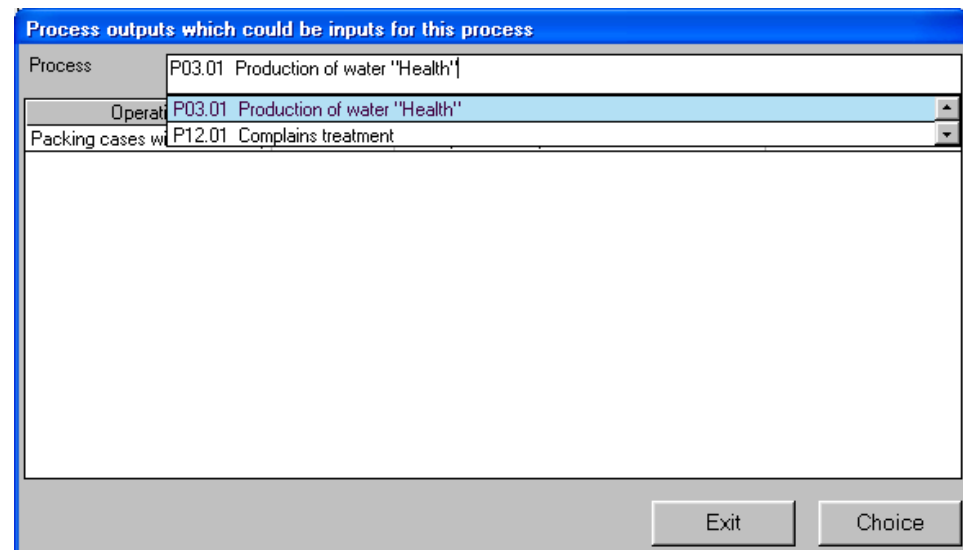 Process outputs which could be inputs for this process
Process P03.01 Production of water "Health"
Operati P03.01 Production of water "Health"
Packing cases wi P12.01 Complains treatment
Exit Choice